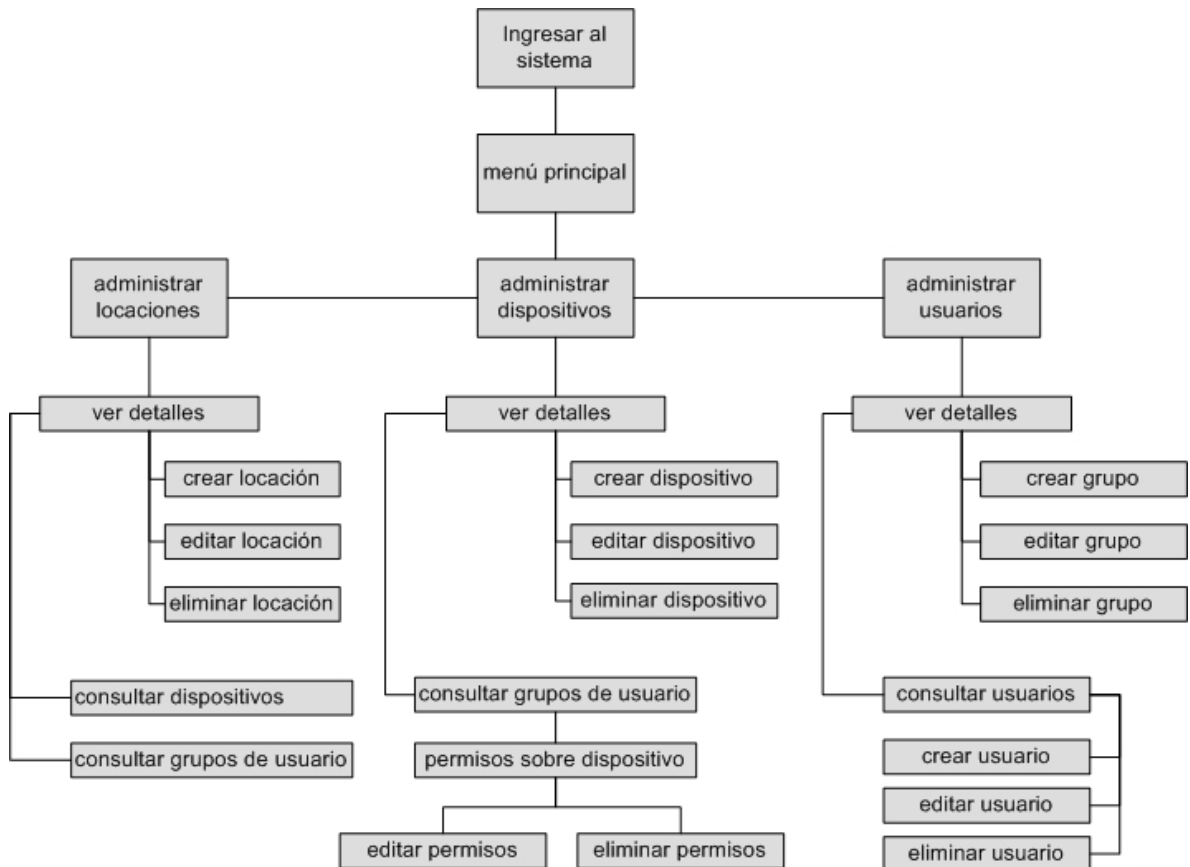 Ingresar al
sistema
menú principal
administrar
locaciones
administrar
dispositivos
administrar
usuarios
ver detalles
ver detalles
ver detalles
crear locación
crear dispositivo
crear grupo
editar locación
editar dispositivo
editar grupo
eliminar locación
eliminar dispositivo
eliminar grupo
consultar dispositivos
consultar grupos de usuario
consultar usuarios
consultar grupos de usuario
permisos sobre dispositivo
crear usuario
editar usuario
editar permisos
eliminar permisos
eliminar usuario